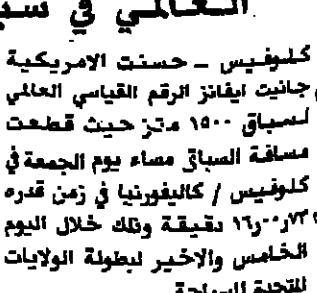 العالمي في
كلوفيس – حسنت الامريكية
جانيت ايفانز الرقم القياسي العالمي
لسباق ١٥٠٠ متر حيث قطعت
مسافة السباق مساء يوم الجمعة في
كلوفيس / كاليفورنيا في زمن قدره
دقيقة وذلك خلال اليوم
الخامس والاخير لبطولة الولايات
المتحدة للسباحة